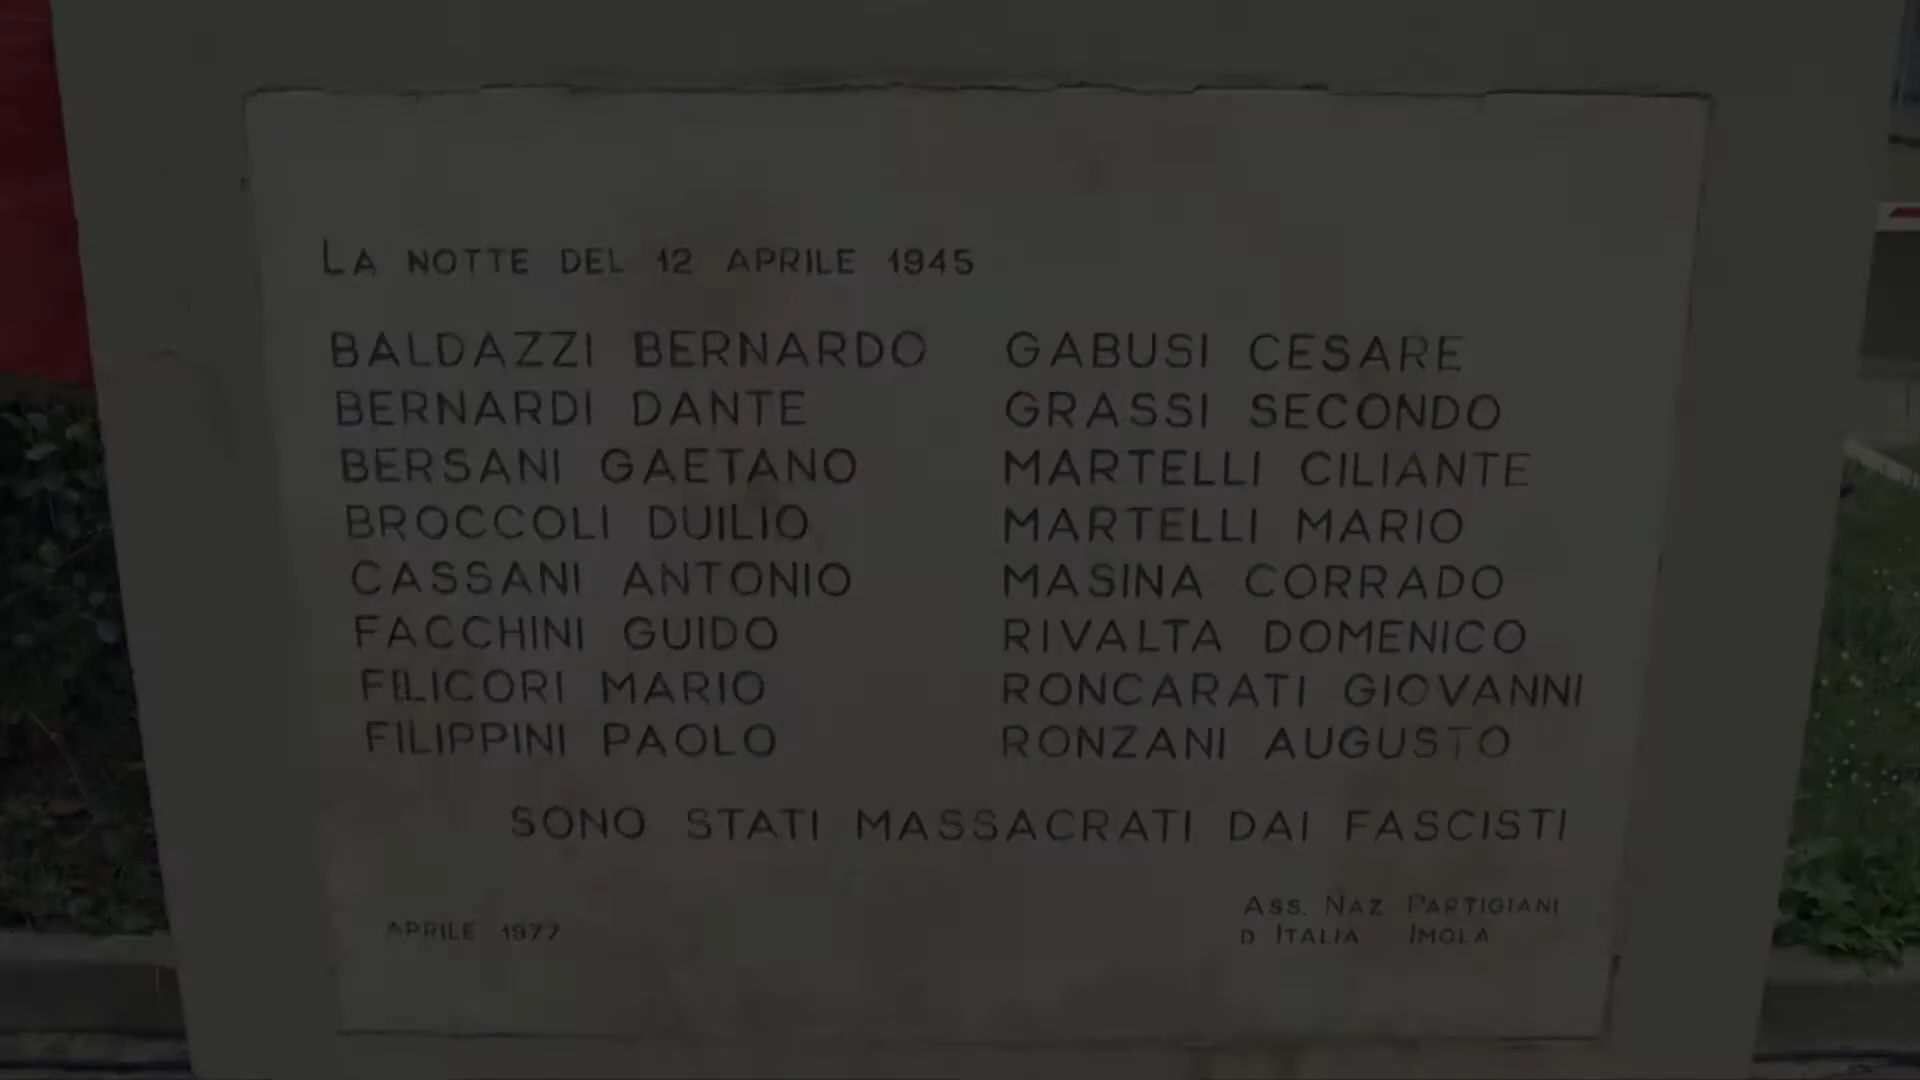 LA NOTTE DEL 12 APRILE 1945
BALDAZZI BERNARDO
BERNARDI DANTE
BERSANI GAETANO
BROCCOLI DUILIO
CASSANI ANTONIO
FACCHINI GUIDO
FILICORI MARIO
FILIPPINI PAOLO
GABUSI CESARE
GRASSI SECONDO
MARTELLI CILIANTE
MARTELLI MARIO
MASINA CORRADO
RIVALTA DOMENICO
RONCARATI GIOVANNI
RONZANI AUGUSTO
SONO STATI MASSACRATI DAI FASCISTI
APRILE 1977
ASS. NAZ PARTIGIANI
D ITALIA IMOLA